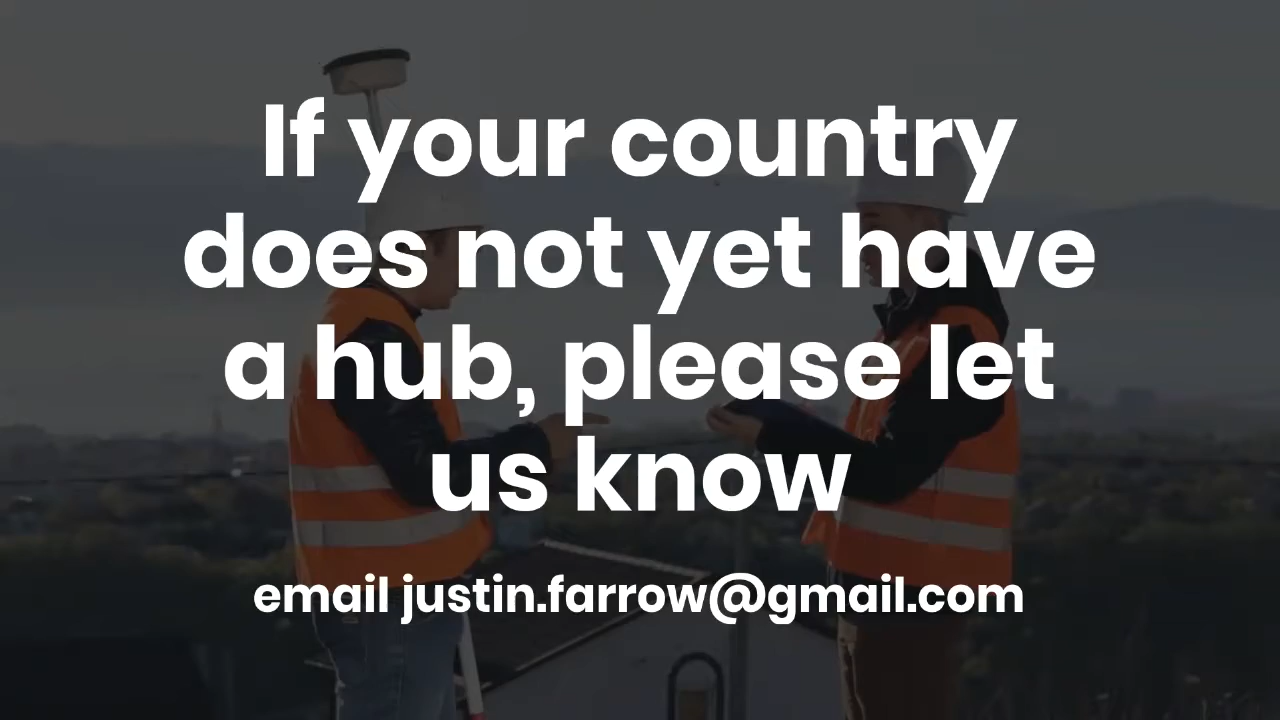 If your country
does not yet have
a hub, please let
us know
email justin.farrow@gmail.com